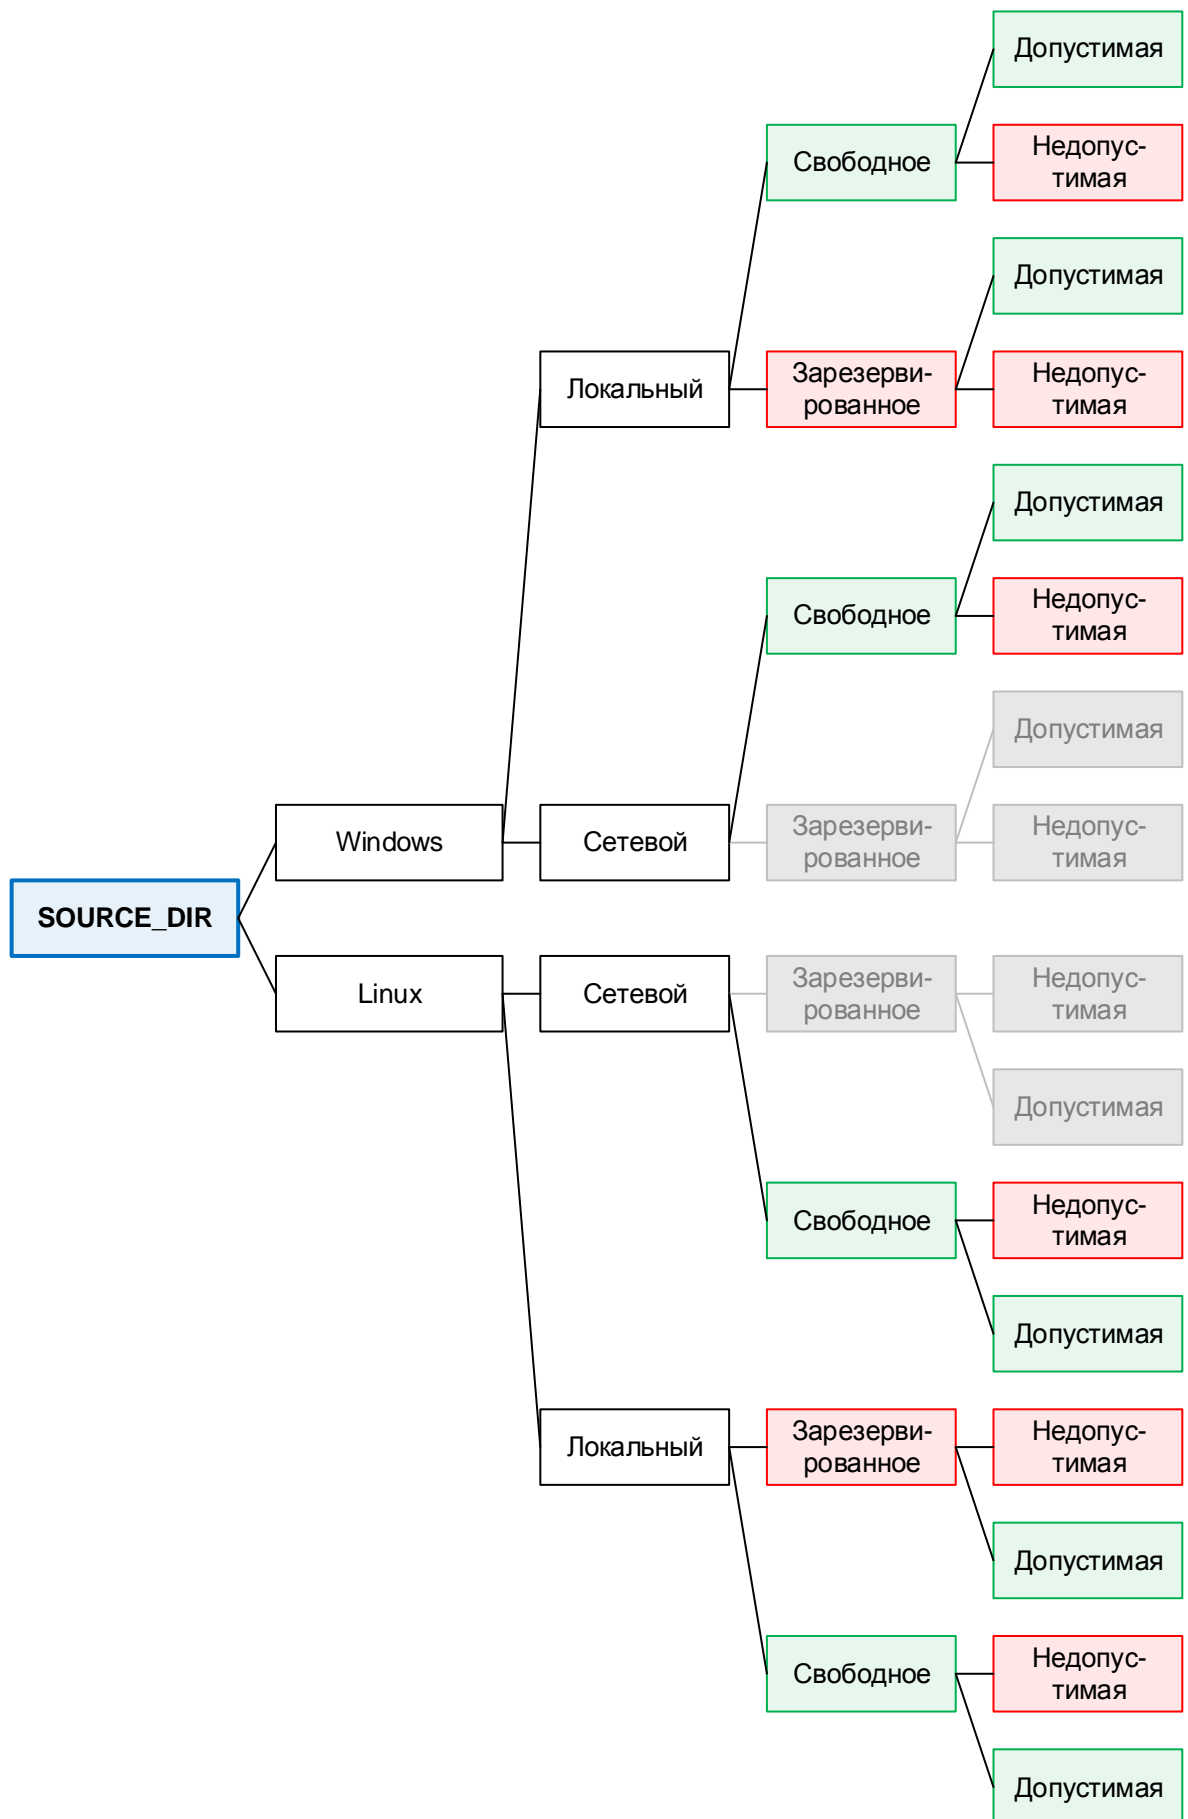 Допустимая
Свободное
Недопус-
тимая
Допустимая
Локальный
Зарезерви-
рованное
Недопус-
тимая
Допустимая
Свободное
Недопус-
тимая
Допустимая
Windows
Сетевой
Зарезерви-
рованное
Недопус-
тимая
SOURCE_DIR
Linux
Сетевой
Зарезерви-
рованное
Недопус-
тимая
Допустимая
Свободное
Недопус-
тимая
Допустимая
Локальный
Зарезерви-
рованное
Недопус-
тимая
Допустимая
Свободное
Недопус-
тимая
Допустимая